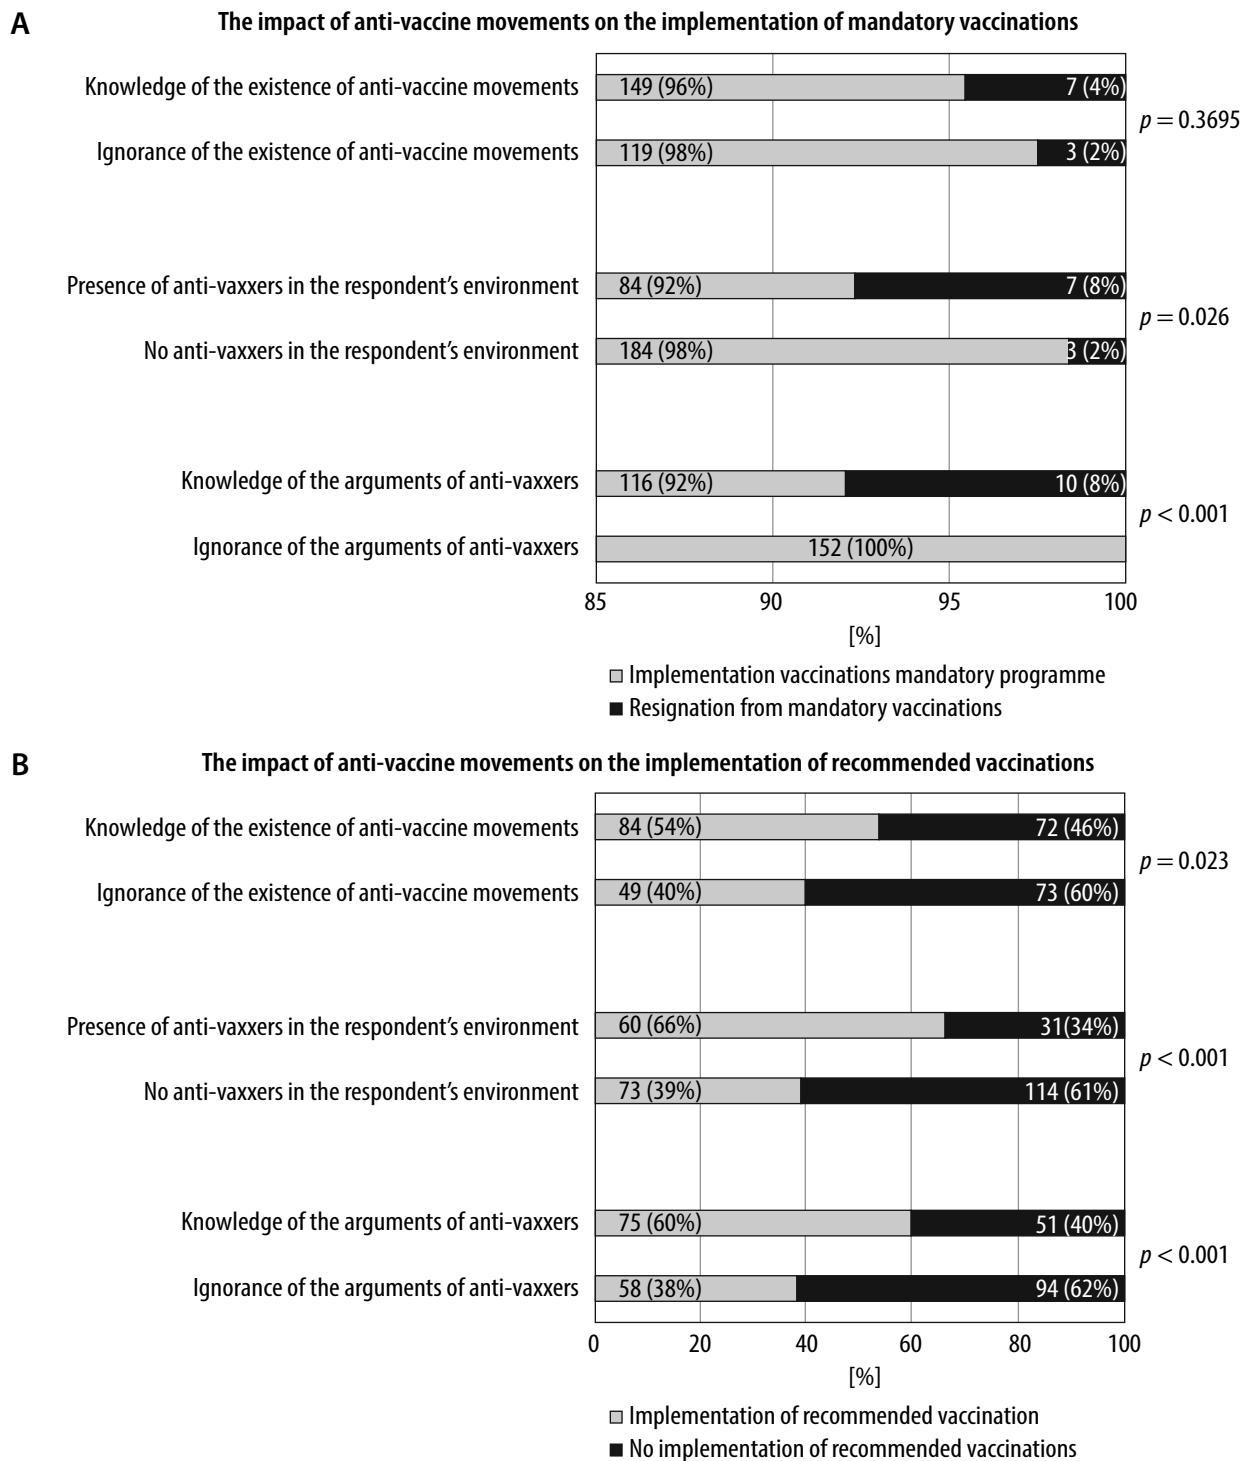 A
The impact of anti-vaccine movements on the implementation of mandatory vaccinations
Knowledge of the existence of anti-vaccine movements 149 (96%) 7 (4%)
p = 0.3695
Ignorance of the existence of anti-vaccine movements 119 (98%) 3 (2%)
Presence of anti-vaxxers in the respondent’s environment 84 (92%) 7 (8%)
p = 0.026
No anti-vaxxers in the respondent’s environment 184 (98%) 3 (2%)
Knowledge of the arguments of anti-vaxxers 116 (92%) 10 (8%)
p < 0.001
Ignorance of the arguments of anti-vaxxers 152 (100%)
85 90 95 100
[%]
Implementation vaccinations mandatory programme
Resignation from mandatory vaccinations
B
The impact of anti-vaccine movements on the implementation of recommended vaccinations
Knowledge of the existence of anti-vaccine movements 84 (54%) 72 (46%)
p = 0.023
Ignorance of the existence of anti-vaccine movements 49 (40%) 73 (60%)
Presence of anti-vaxxers in the respondent’s environment 60 (66%) 31(34%)
p < 0.001
No anti-vaxxers in the respondent’s environment 73 (39%) 114 (61%)
Knowledge of the arguments of anti-vaxxers 75 (60%) 51 (40%)
p < 0.001
Ignorance of the arguments of anti-vaxxers 58 (38%) 94 (62%)
0 20 40 60 80 100
[%]
Implementation of recommended vaccination
No implementation of recommended vaccinations